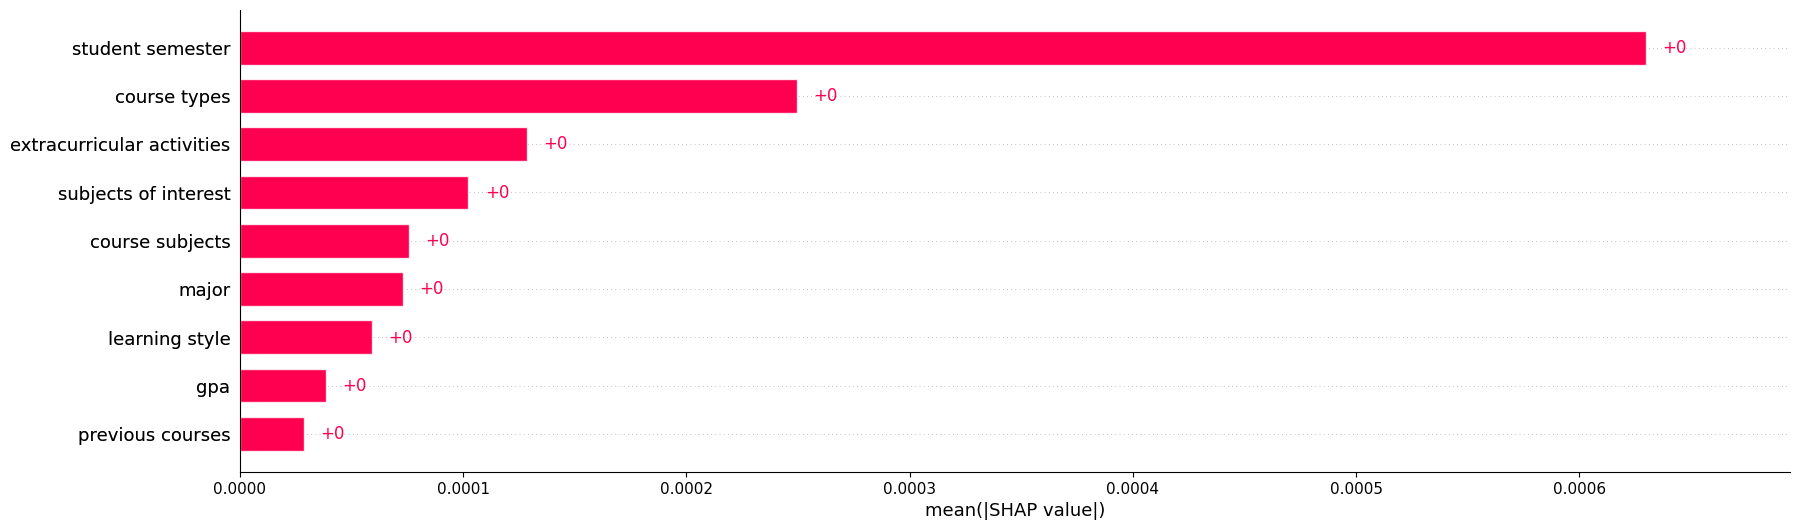 student semester +0
course types +0
extracurricular activities +0
subjects of interest +0
course subjects +0
major +0
learning style +0
gpa +0
previous courses +0
0.0000 0.0001 0.0002 0.0003 0.0004 0.0005 0.0006
mean(|SHAP value|)